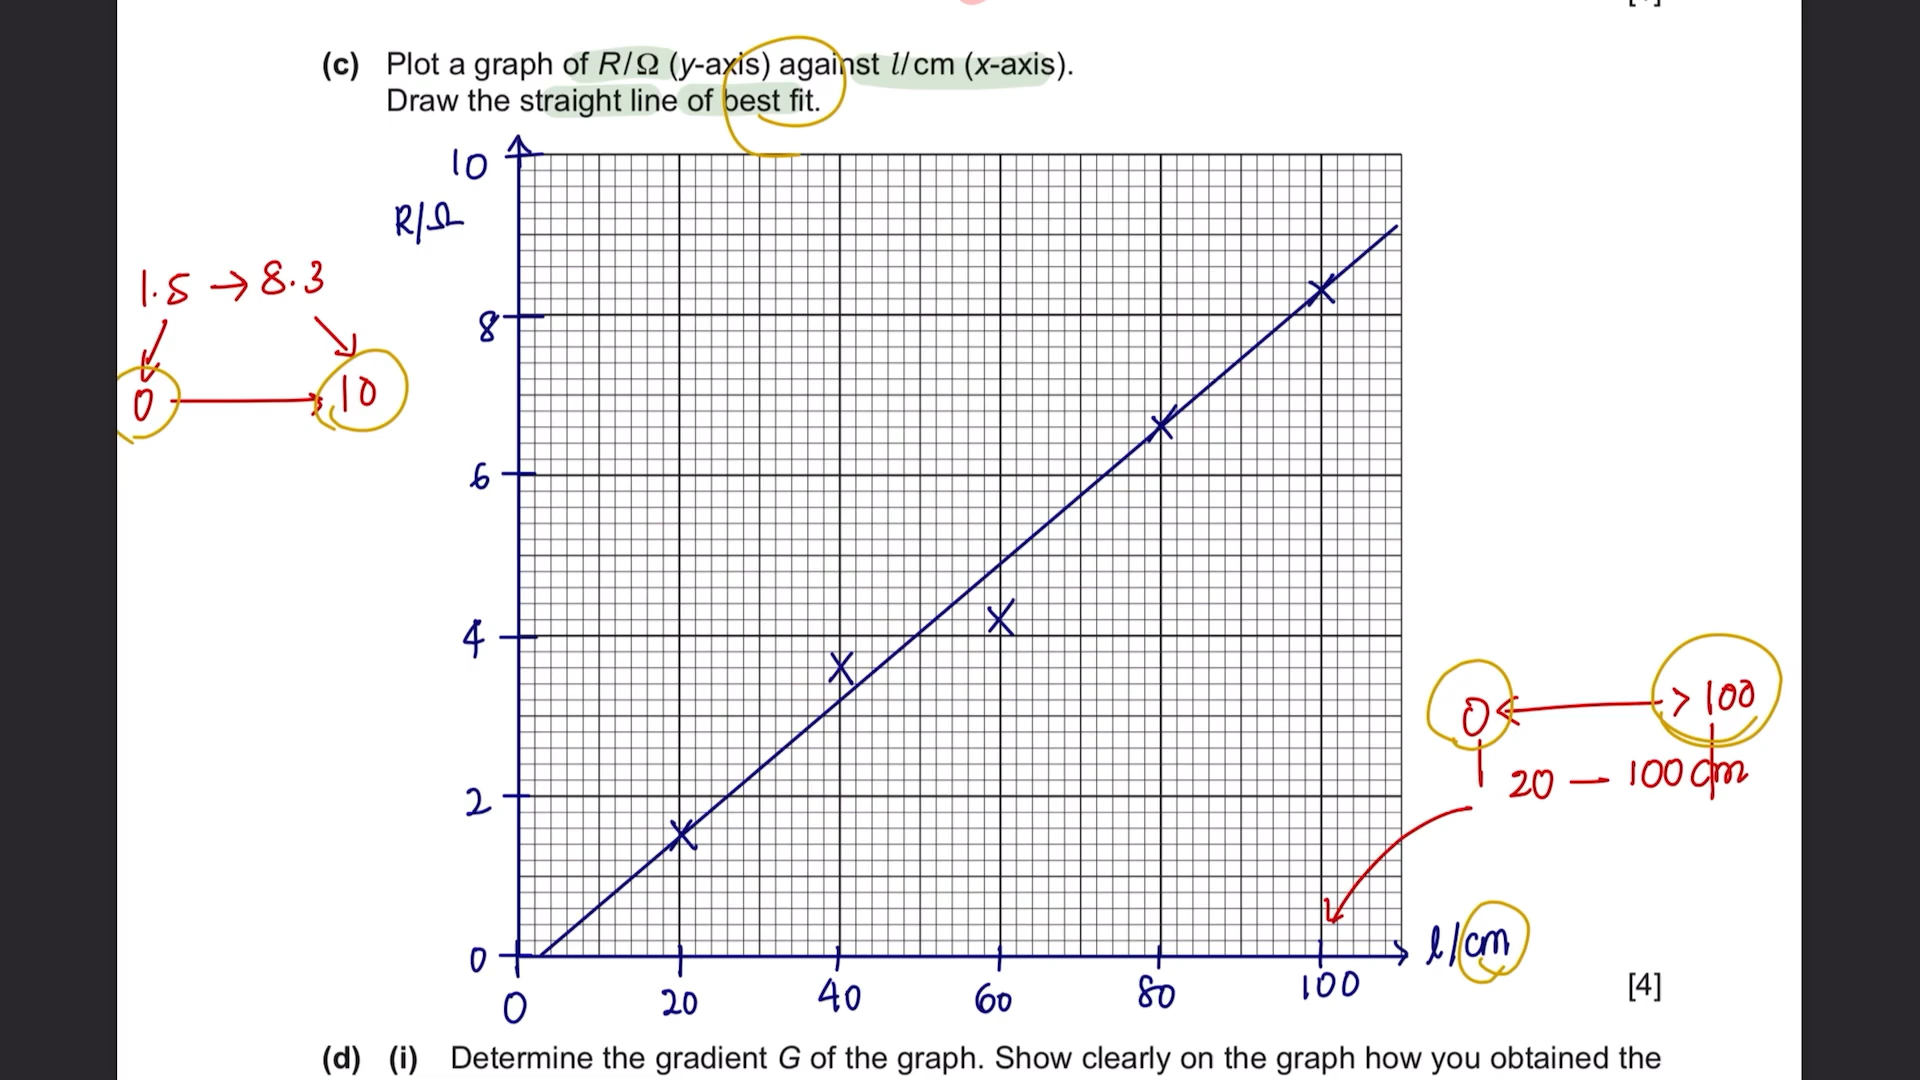 (c) Plot a graph of R/Ω (y-axis) against l/cm (x-axis).
Draw the straight line of best fit.
10
R/Ω
1.5 → 8.3
8
0
10
6
4
0
> 100
20 — 100 cm
2
0
l/cm
0
20
40
60
80
100
[4]
(d) (i) Determine the gradient G of the graph. Show clearly on the graph how you obtained the